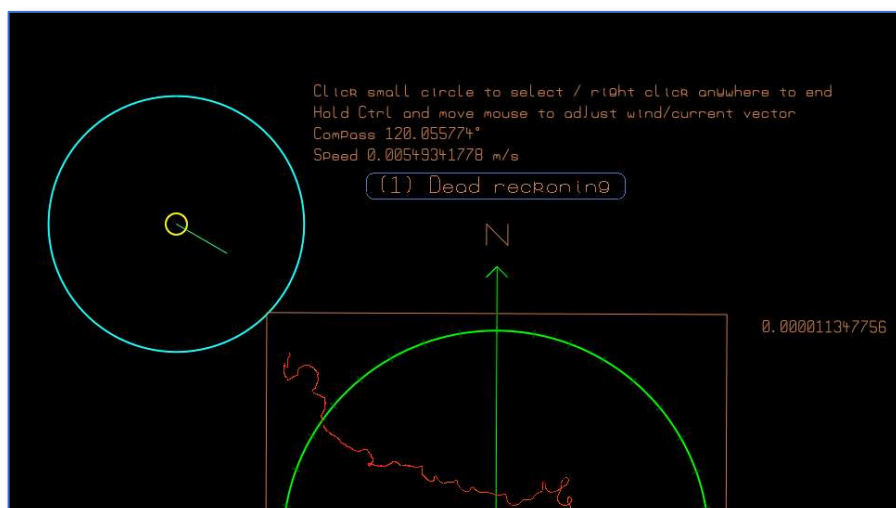 Click small circle to select / right click anywhere to end
Hold Ctrl and move mouse to adjust wind/current vector
Compass 120.055774°
Speed 0.00549341778 m/s
(1) Dead reckoning
N
0.000011347756